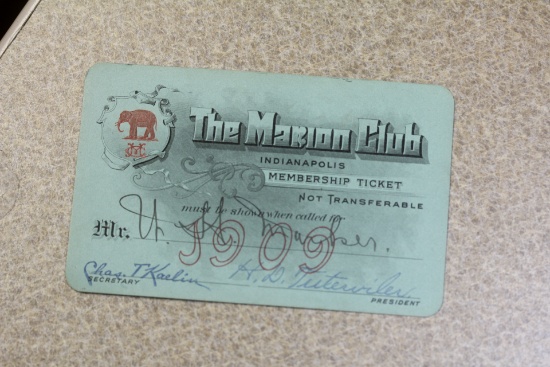 The Marion Club
INDIANAPOLIS
MEMBERSHIP TICKET
NOT TRANSFERABLE
must be shown when called for
Mr.
1909
Chas. T. Kaelin H. D. Tutewiler
SECRETARY PRESIDENT